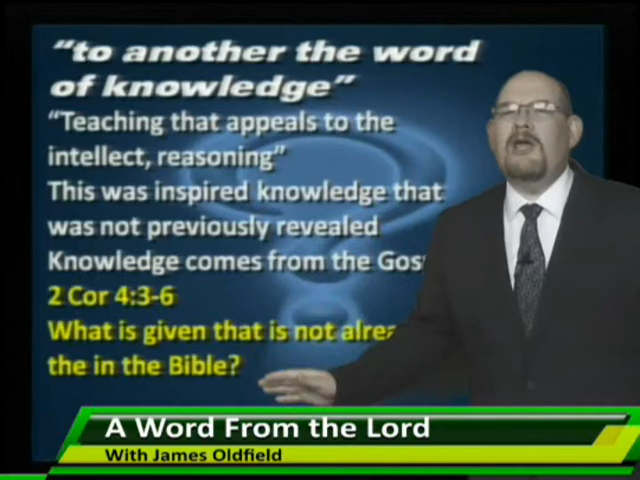 "to another the word
of knowledge"
"Teaching that appeals to the
intellect, reasoning"
This was inspired knowledge that
was not previously revealed
Knowledge comes from the
2 Cor 4:3-6
What is given that is not
the in the Bible?
A Word From the Lord
With James Oldfield